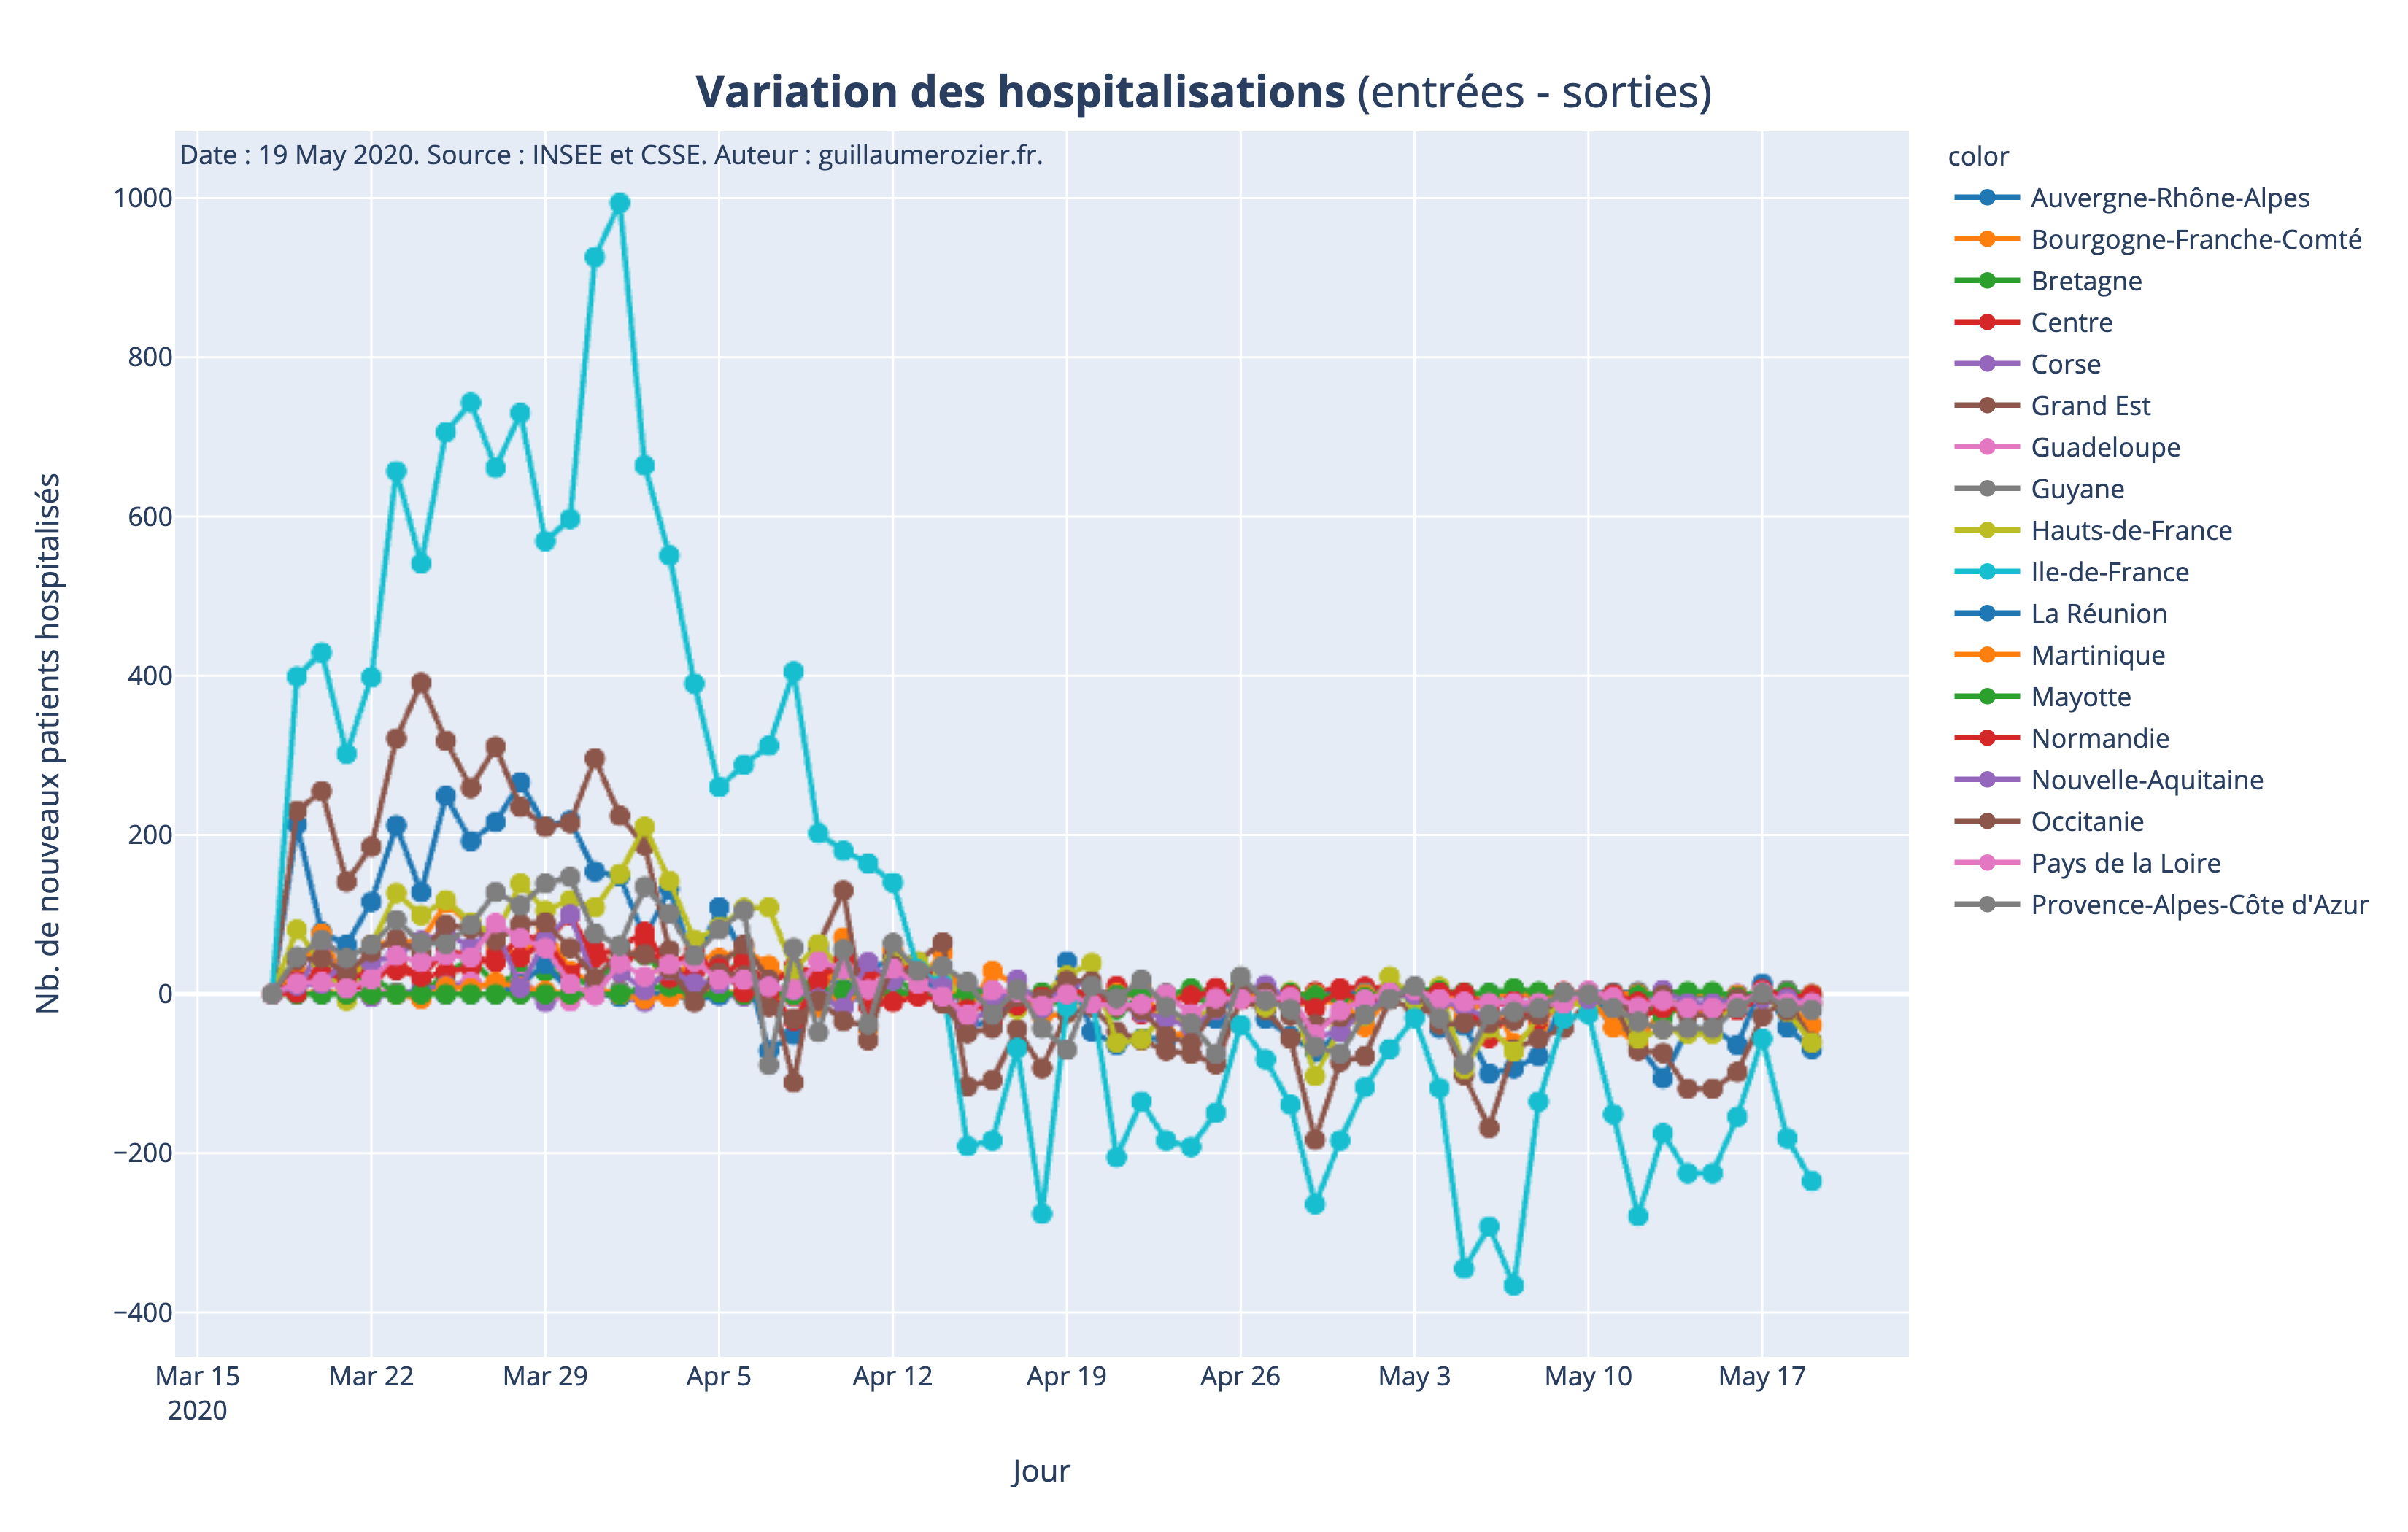 Variation des hospitalisations (entrées - sorties)
Date : 19 May 2020. Source : INSEE et CSSE. Auteur : guillaumerozier.fr.
Nb. de nouveaux patients hospitalisés
1000
800
600
400
200
0
−200
−400
Mar 15
2020
Mar 22
Mar 29
Apr 5
Apr 12
Apr 19
Apr 26
May 3
May 10
May 17
Jour
color
Auvergne-Rhône-Alpes
Bourgogne-Franche-Comté
Bretagne
Centre
Corse
Grand Est
Guadeloupe
Guyane
Hauts-de-France
Ile-de-France
La Réunion
Martinique
Mayotte
Normandie
Nouvelle-Aquitaine
Occitanie
Pays de la Loire
Provence-Alpes-Côte d'Azur